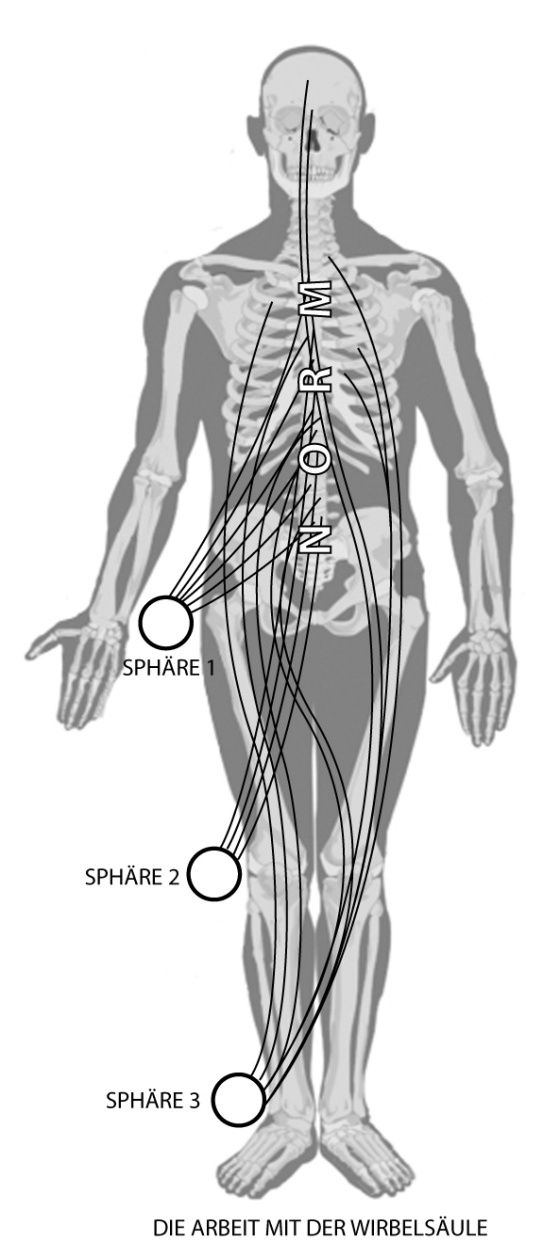 M
R
O
N
SPHÄRE 1
SPHÄRE 2
SPHÄRE 3
DIE ARBEIT MIT DER WIRBELSÄULE